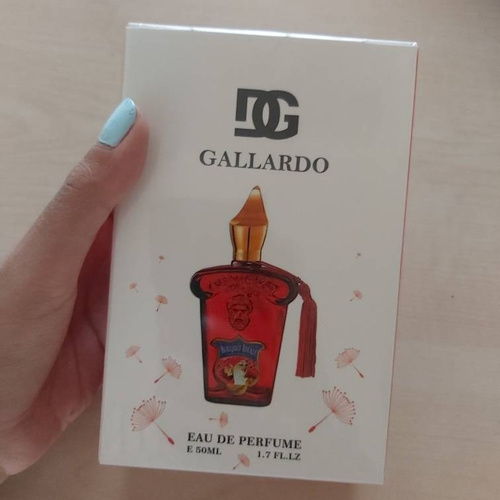 DG
GALLARDO
EAU DE PERFUME
E 50ML 1.7 FL.LZ